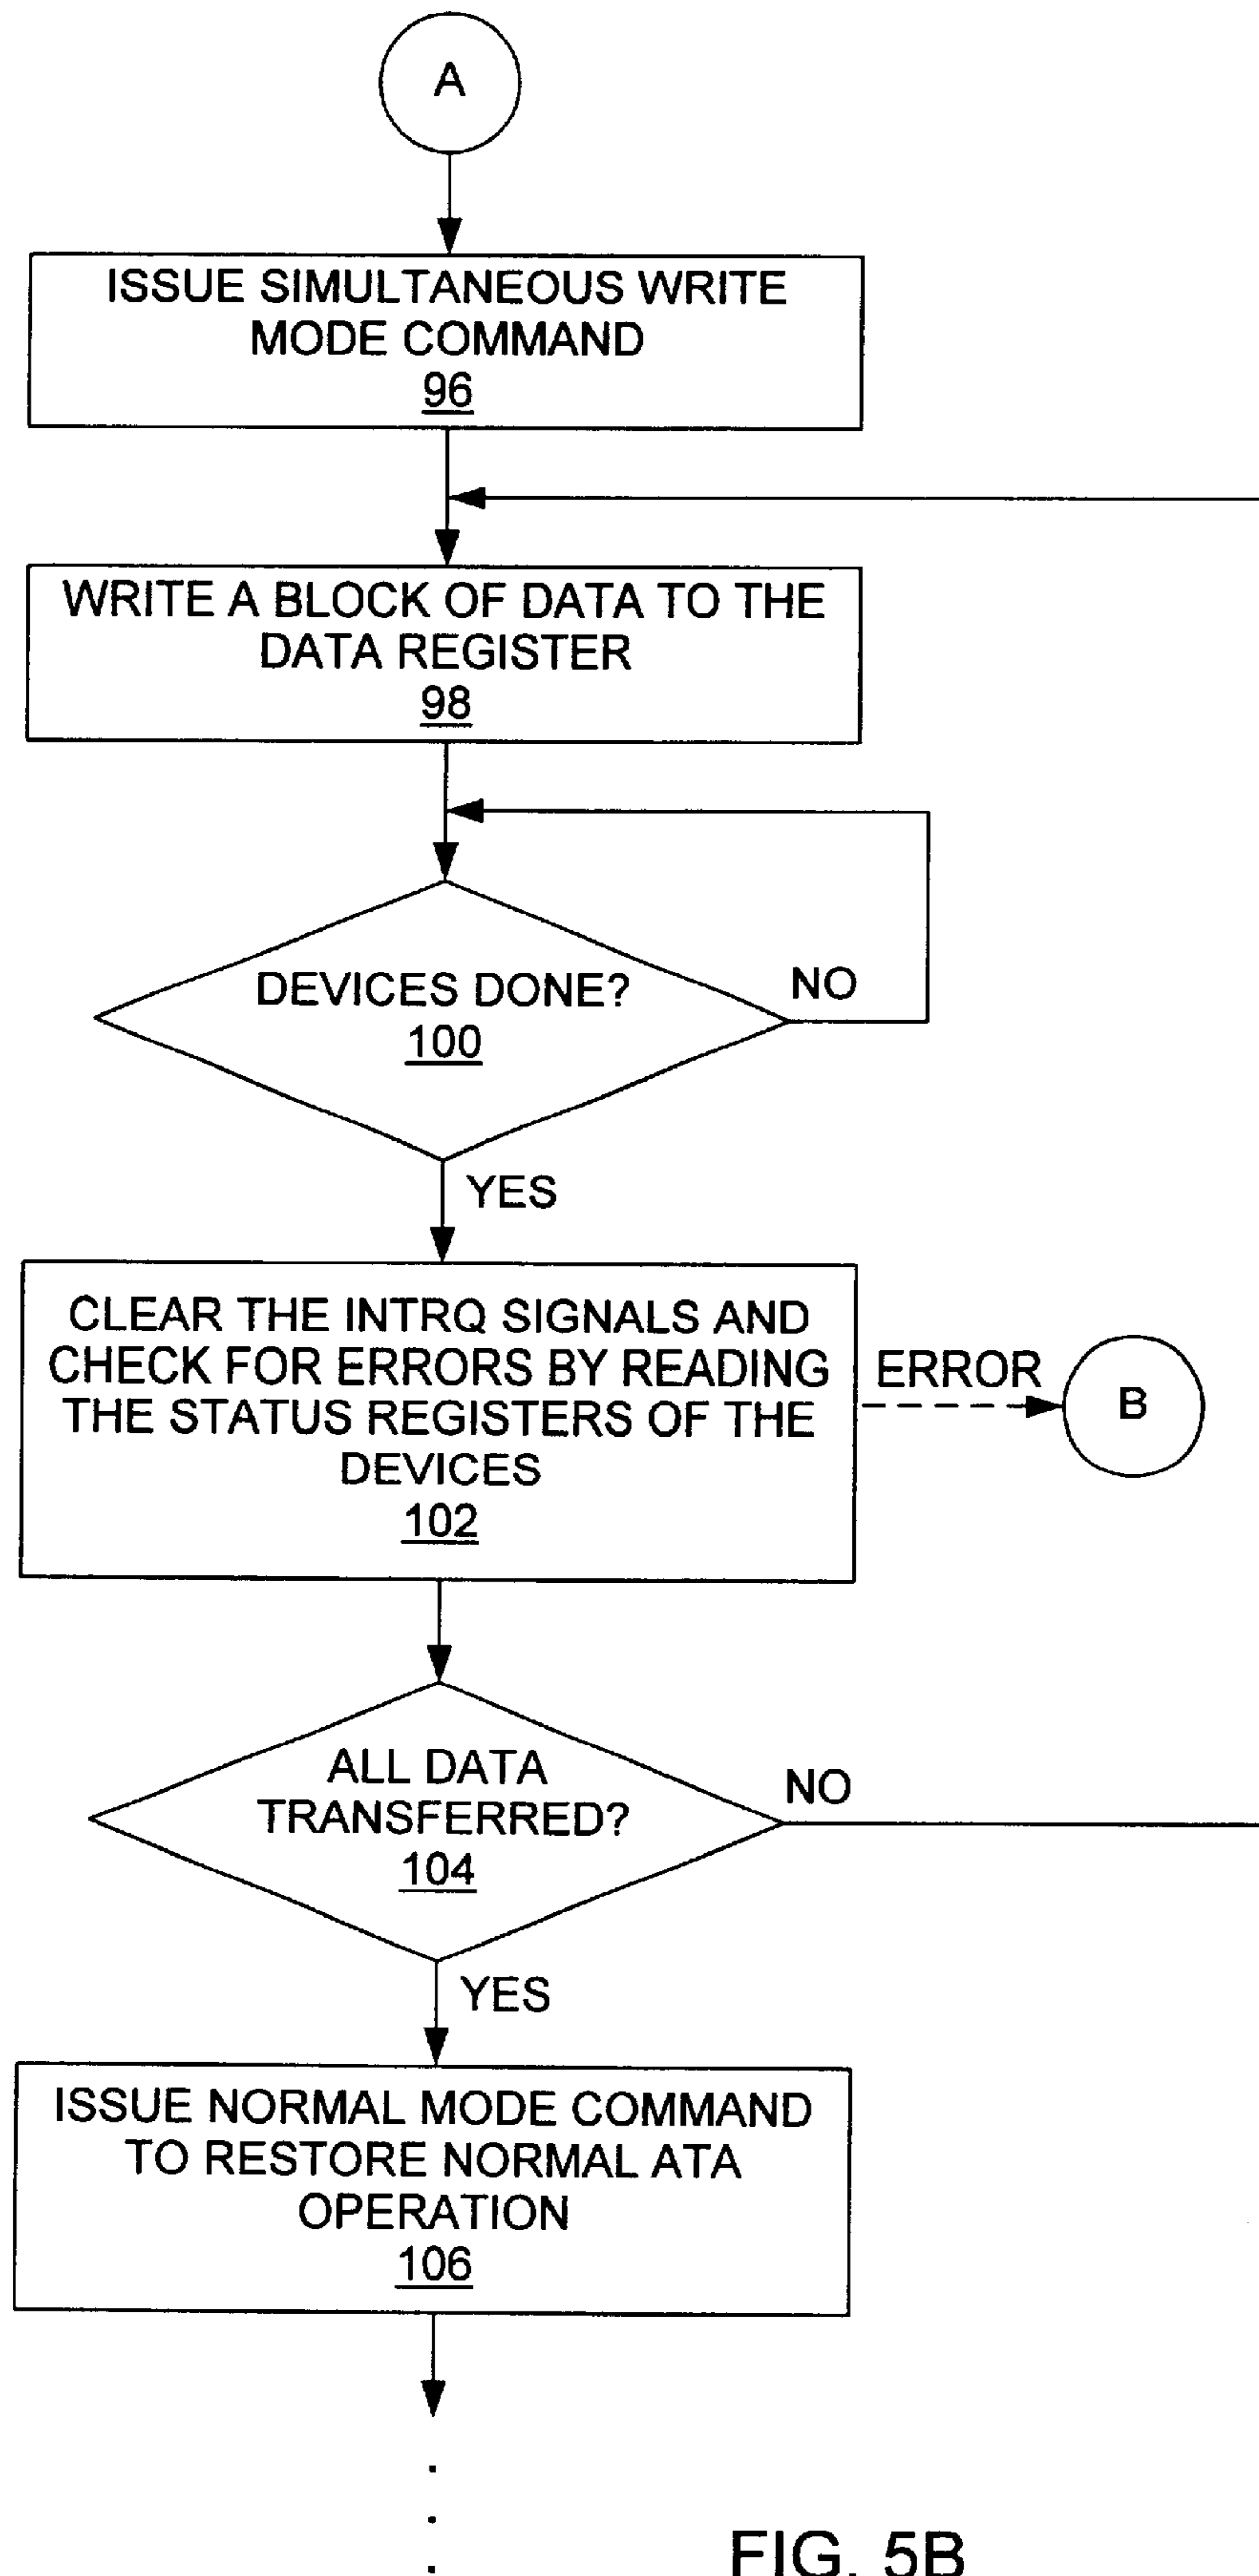 A
ISSUE SIMULTANEOUS WRITE
MODE COMMAND
96
WRITE A BLOCK OF DATA TO THE
DATA REGISTER
98
DEVICES DONE?
100
NO
YES
CLEAR THE INTRQ SIGNALS AND
CHECK FOR ERRORS BY READING
THE STATUS REGISTERS OF THE
DEVICES
102
ERROR
B
ALL DATA
TRANSFERRED?
104
NO
YES
ISSUE NORMAL MODE COMMAND
TO RESTORE NORMAL ATA
OPERATION
106
FIG. 5B